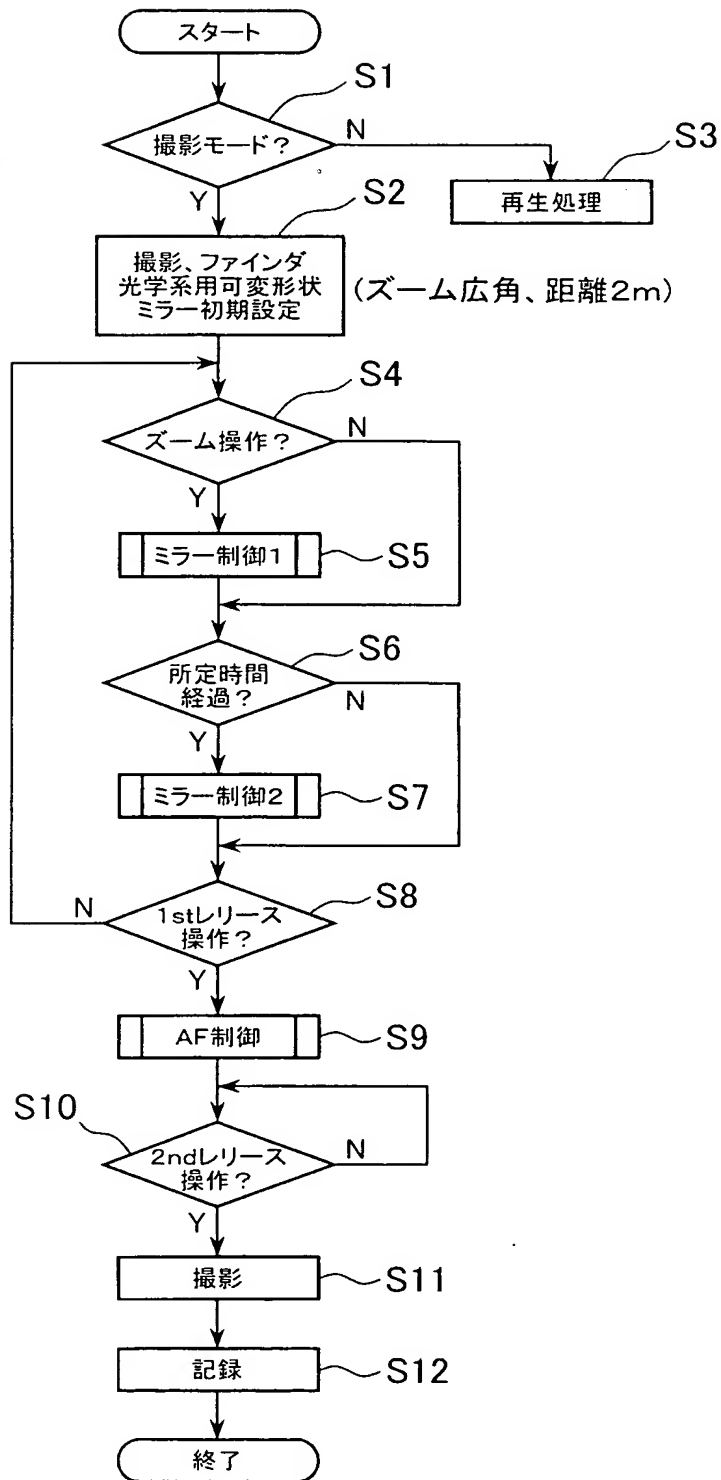 スタート
S1
撮影モード?
N
S3
再生処理
Y
S2
撮影、ファインダ
光学系用可変形状
ミラー初期設定
(ズーム広角、距離2m)
S4
ズーム操作?
N
Y
ミラー制御1
S5
S6
所定時間
経過?
N
Y
ミラー制御2
S7
S8
1stレリース
操作?
N
Y
AF制御
S9
S10
2ndレリース
操作?
N
Y
撮影
S11
記録
S12
終了